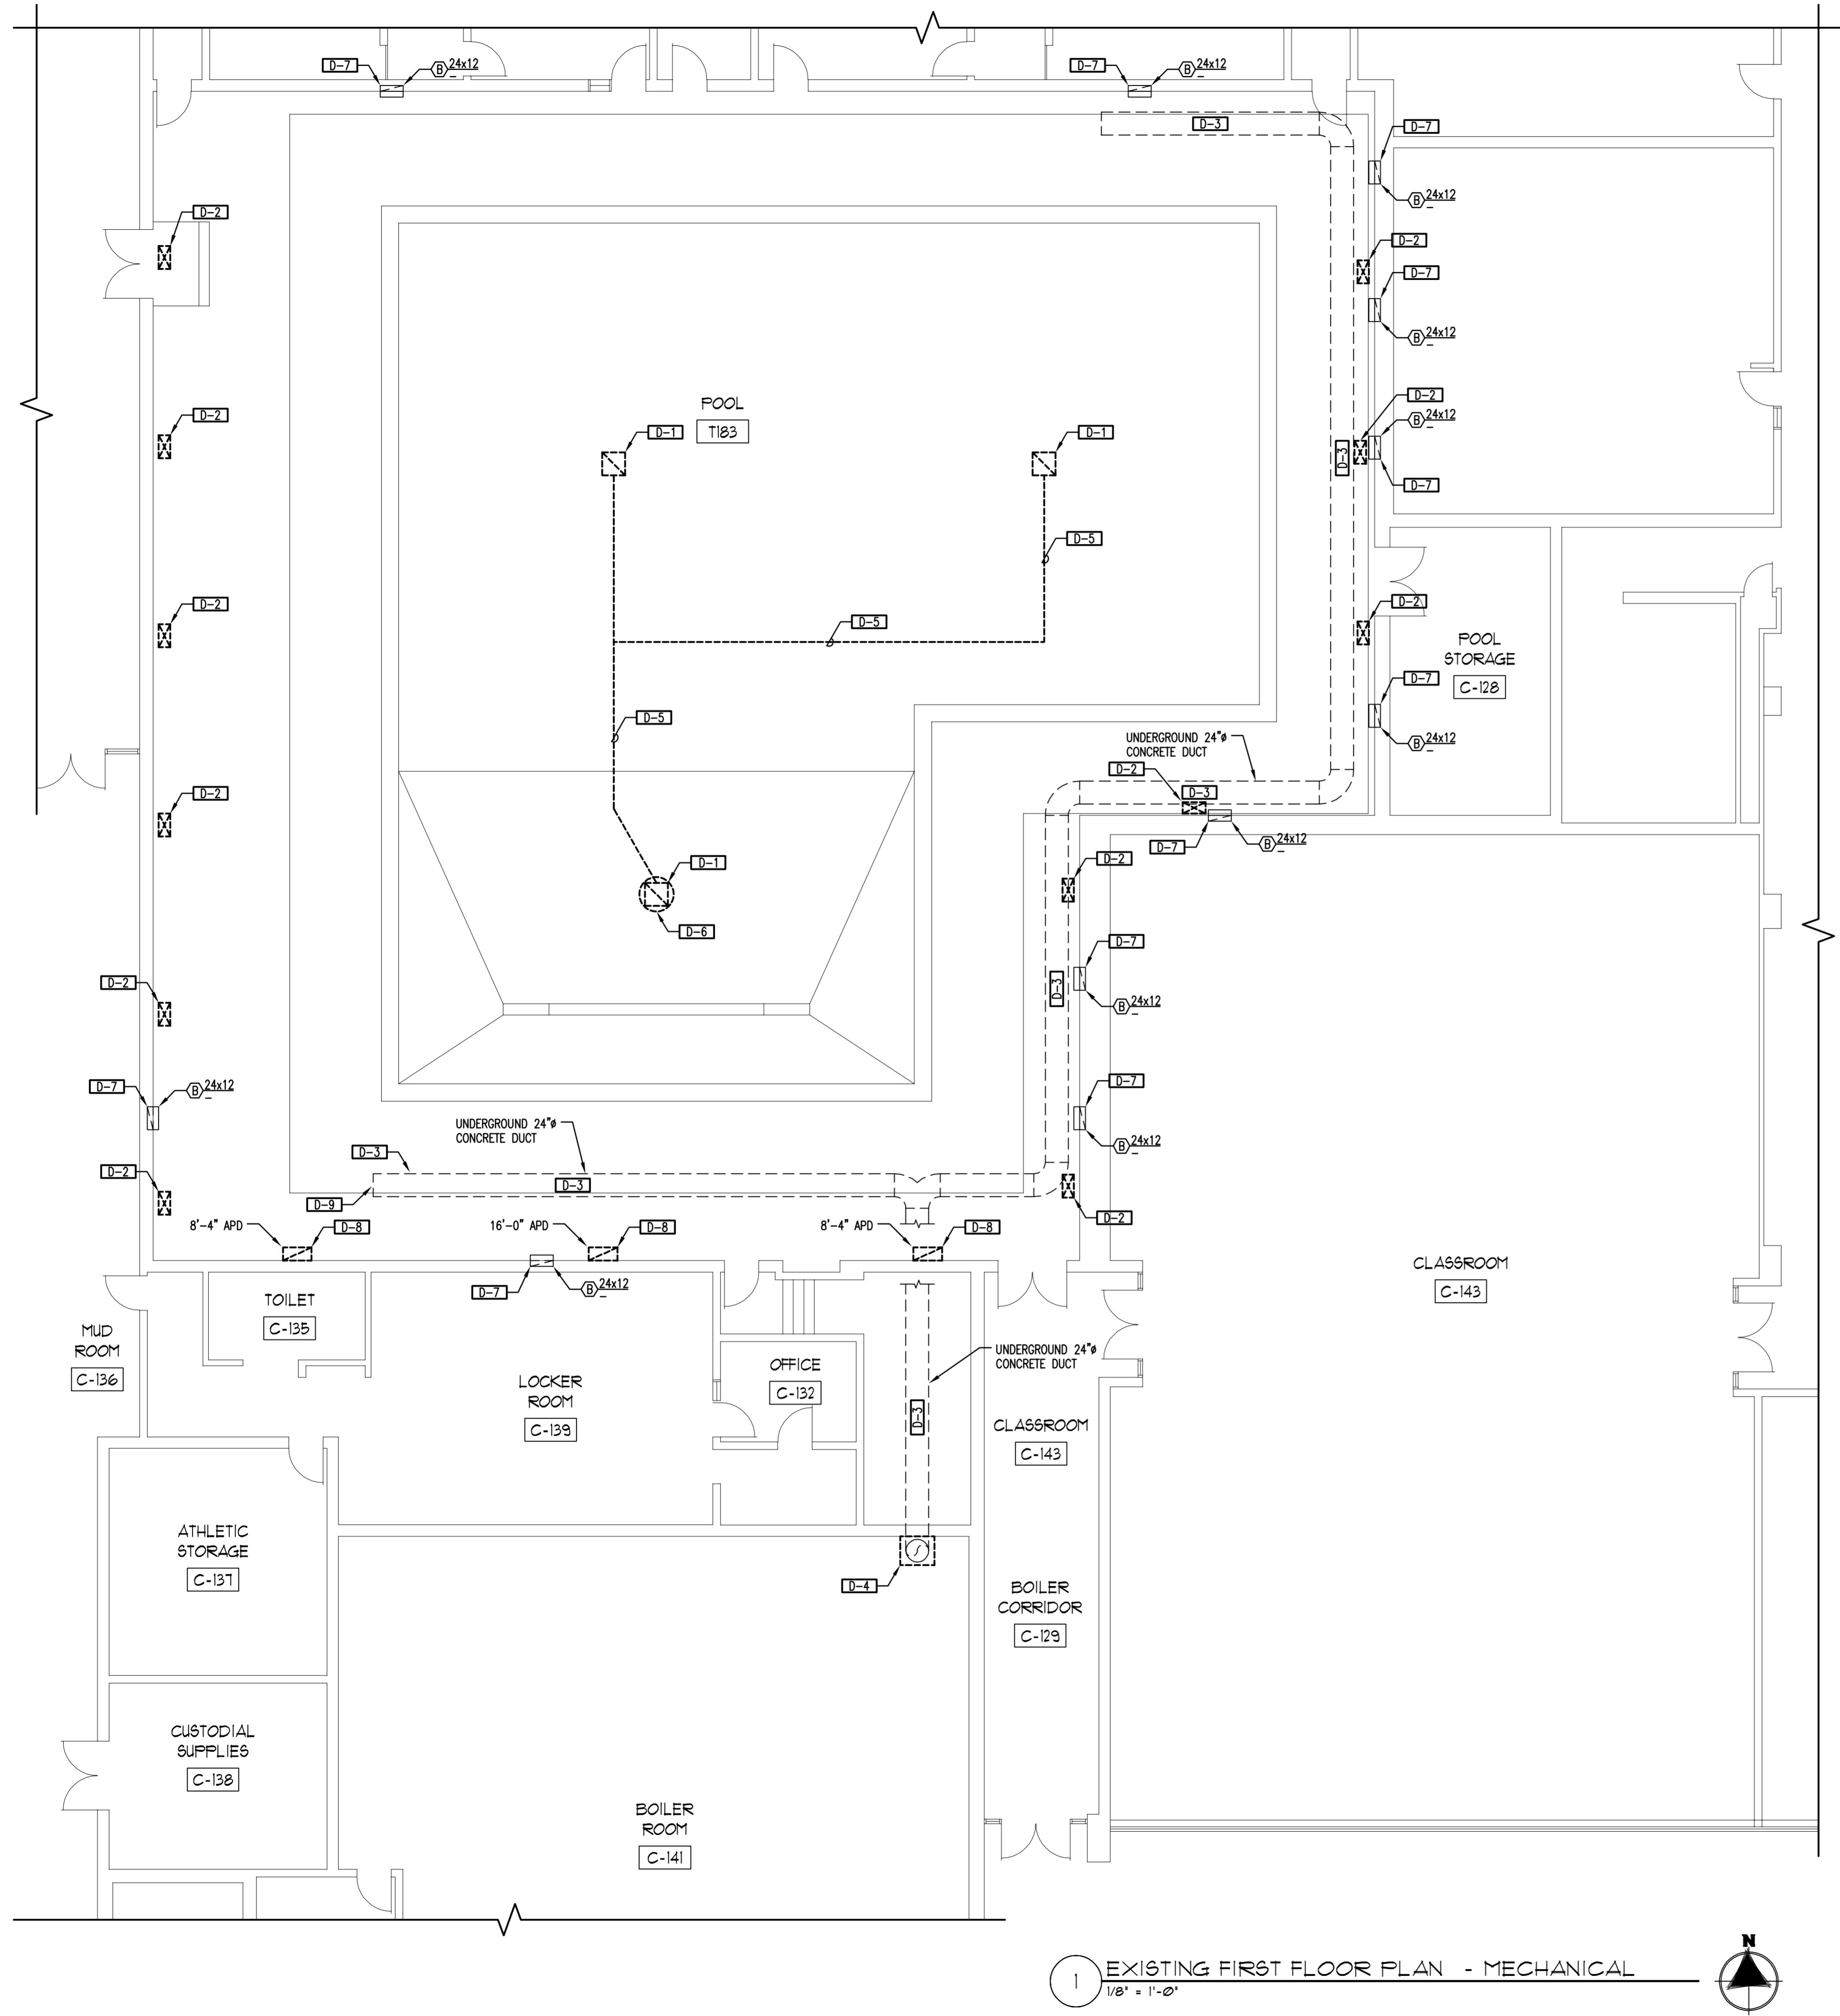 D-7
B 24x12
–
D-7
B 24x12
–
D-3
D-7
B 24x12
–
D-2
D-2
D-7
B 24x12
–
D-2
B 24x12
–
D-3
D-7
D-2
POOL
T183
D-1
D-1
D-5
D-5
D-2
D-2
POOL
STORAGE
C-128
D-7
B 24x12
–
D-5
UNDERGROUND 24"ø
CONCRETE DUCT
D-2
D-3
D-2
D-7
B 24x12
–
D-1
D-2
D-6
D-7
B 24x12
–
D-3
D-2
D-7
B 24x12
–
D-7
B 24x12
–
UNDERGROUND 24"ø
CONCRETE DUCT
D-3
D-3
D-9
D-2
D-2
8'-4" APD
D-8
16'-0" APD
D-8
8'-4" APD
D-8
D-7
B 24x12
–
CLASSROOM
C-143
TOILET
C-135
MUD
ROOM
C-136
LOCKER
ROOM
C-139
OFFICE
C-132
UNDERGROUND 24"ø
CONCRETE DUCT
D-3
CLASSROOM
C-143
ATHLETIC
STORAGE
C-137
D-4
BOILER
CORRIDOR
C-129
CUSTODIAL
SUPPLIES
C-138
BOILER
ROOM
C-141
N
1
EXISTING FIRST FLOOR PLAN - MECHANICAL
1/8" = 1'-0"